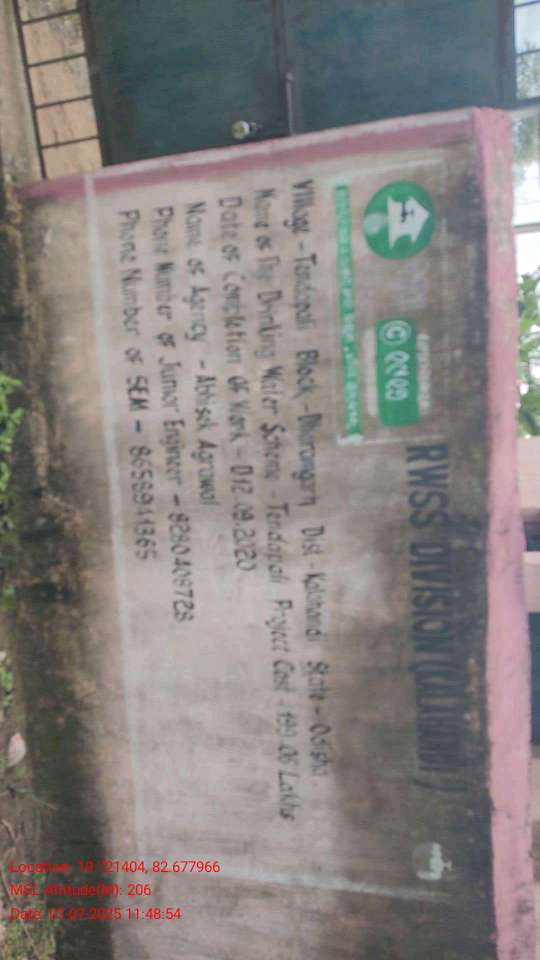 RWSS DIVISION (KALAHANDI)
Village - Tendapali Block - Dharamgarh Dist - Kalahandi State - Odisha
Name of The Drinking Water Scheme - Tendapali Project Cost - 199.06 Lakhs
Date of Completion of Work - 012.09.2020
Name of Agency - Abhisek Agrawal
Phone Number of Junior Engineer - 8280408728
Phone Number of SEM - 8658941365
Location: 19.721404, 82.677966
MSL Altitude(M): 206
Date: 07-07-2025 11:48:54